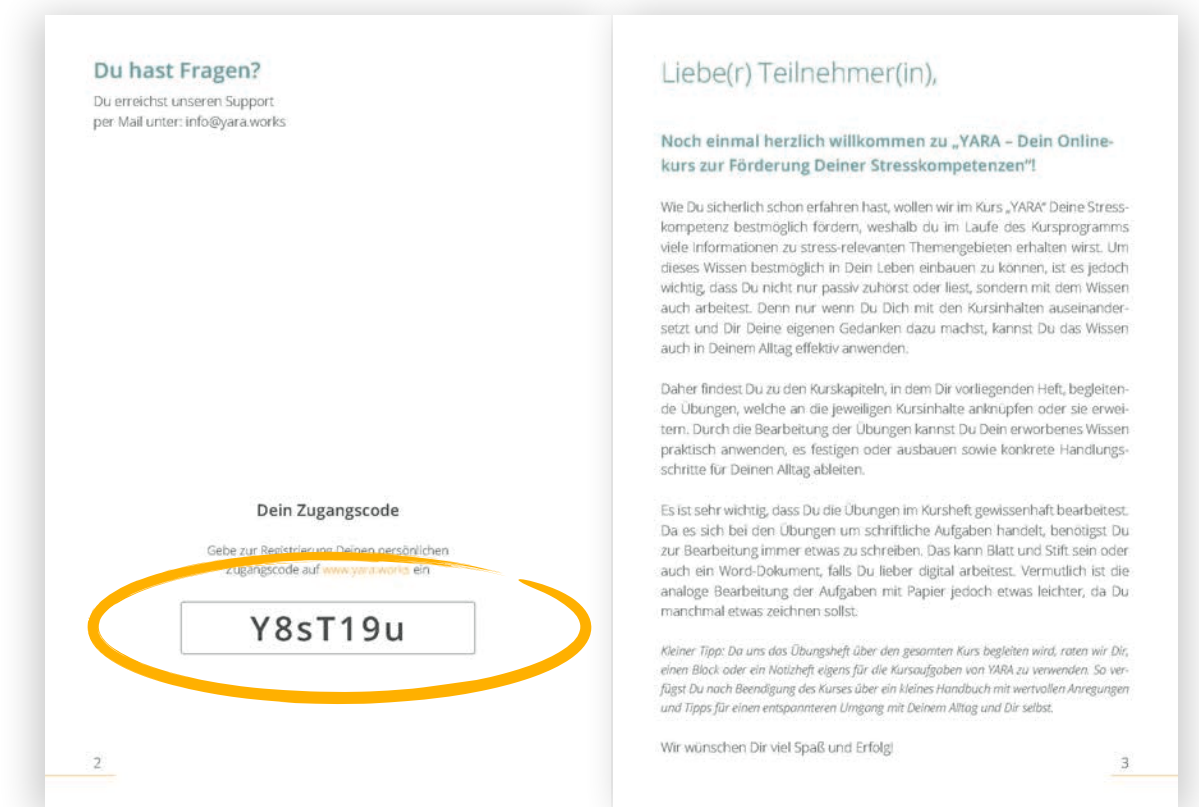 Du hast Fragen?
Du erreichst unseren Support
per Mail unter: info@yara.works
Dein Zugangscode
Gebe zur Registrierung Deinen persönlichen
Zugangscode auf www.yara.works ein
Y8sT19u
2
Liebe(r) Teilnehmer(in),
Noch einmal herzlich willkommen zu „YARA – Dein Online-
kurs zur Förderung Deiner Stresskompetenzen“!
Wie Du sicherlich schon erfahren hast, wollen wir im Kurs „YARA“ Deine Stress-
kompetenz bestmöglich fördern, weshalb du im Laufe des Kursprogramms
viele Informationen zu stress-relevanten Themengebieten erhalten wirst. Um
dieses Wissen bestmöglich in Dein Leben einbauen zu können, ist es jedoch
wichtig, dass Du nicht nur passiv zuhörst oder liest, sondern mit dem Wissen
auch arbeitest. Denn nur wenn Du Dich mit den Kursinhalten auseinander-
setzt und Dir Deine eigenen Gedanken dazu machst, kannst Du das Wissen
auch in Deinem Alltag effektiv anwenden.
Daher findest Du zu den Kurskapiteln, in dem Dir vorliegenden Heft, begleiten-
de Übungen, welche an die jeweiligen Kursinhalte anknüpfen oder sie erwei-
tern. Durch die Bearbeitung der Übungen kannst Du Dein erworbenes Wissen
praktisch anwenden, es festigen oder ausbauen sowie konkrete Handlungs-
schritte für Deinen Alltag ableiten.
Es ist sehr wichtig, dass Du die Übungen im Kursheft gewissenhaft bearbeitest.
Da es sich bei den Übungen um schriftliche Aufgaben handelt, benötigst Du
zur Bearbeitung immer etwas zu schreiben. Das kann Blatt und Stift sein oder
auch ein Word-Dokument, falls Du lieber digital arbeitest. Vermutlich ist die
analoge Bearbeitung der Aufgaben mit Papier jedoch etwas leichter, da Du
manchmal etwas zeichnen sollst.
Kleiner Tipp: Da uns das Übungsheft über den gesamten Kurs begleiten wird, raten wir Dir,
einen Block oder ein Notizheft eigens für die Kursaufgaben von YARA zu verwenden. So ver-
fügst Du nach Beendigung des Kurses über ein kleines Handbuch mit wertvollen Anregungen
und Tipps für einen entspannteren Umgang mit Deinem Alltag und Dir selbst.
Wir wünschen Dir viel Spaß und Erfolg!
3